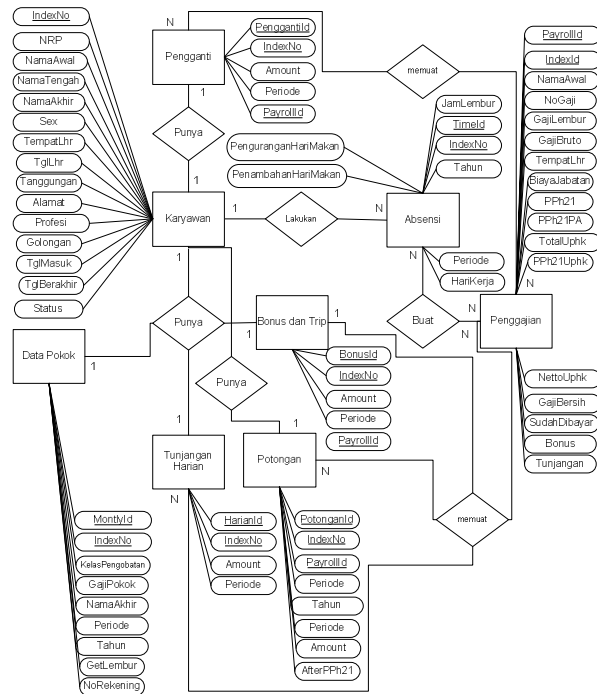 IndexNo
NRP
NamaAwal
NamaTengah
NamaAkhir
Sex
TempatLhr
TglLhr
Tanggungan
Alamat
Profesi
Golongan
TglMasuk
TglBerakhir
Status
N
Pengganti
1
PenggantiId
IndexNo
Amount
Periode
PayrollId
memuat
PayrollId
IndexId
NamaAwal
NoGaji
GajiLembur
GajiBruto
TempatLhr
BiayaJabatan
PPh21
PPh21PA
TotalUphk
PPh21Uphk
N
Punya
1
JamLembur
TimeId
IndexNo
Tahun
PenguranganHariMakan
PenambahanHariMakan
Karyawan
1
Lakukan
N
Absensi
1
N
Periode
HariKerja
Punya
1
Bonus dan Trip
1
Buat
N
N
Penggajian
Data Pokok
1
Punya
BonusId
IndexNo
Amount
Periode
PayrollId
NettoUphk
GajiBersih
SudahDibayar
Bonus
Tunjangan
1
Tunjangan
Harian
N
1
Potongan
N
memuat
MontlyId
IndexNo
KelasPengobatan
GajiPokok
NamaAkhir
Periode
Tahun
GetLembur
NoRekening
HarianId
IndexNo
Amount
Periode
PotonganId
IndexNo
PayrollId
Periode
Tahun
Periode
Amount
AfterPPh21